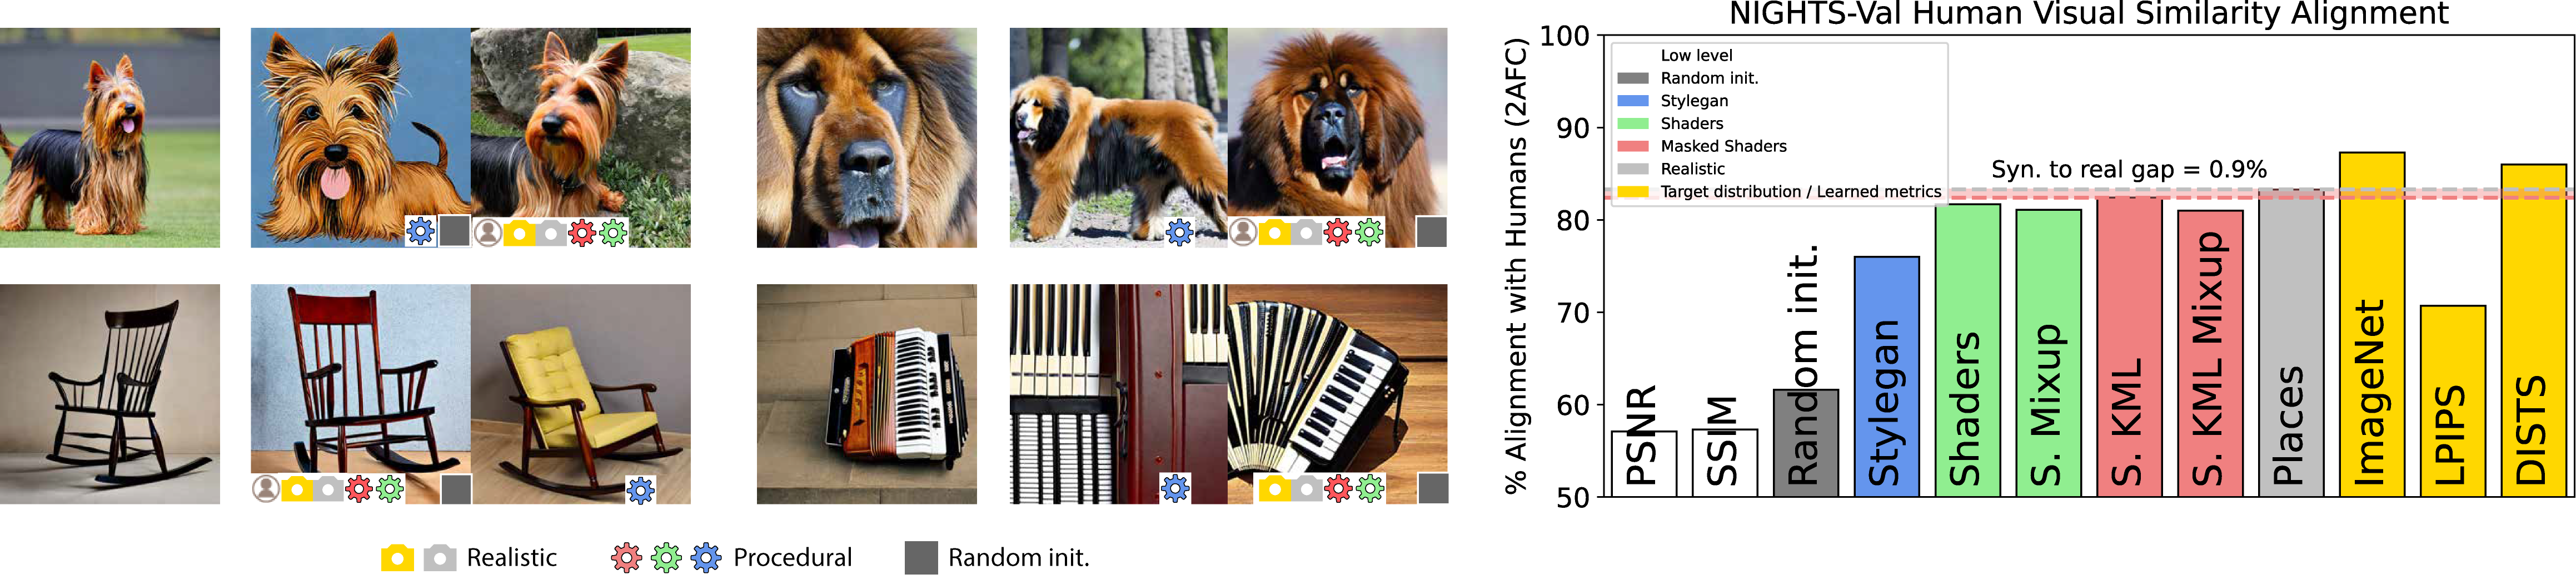 NIGHTS-Val Human Visual Similarity Alignment
% Alignment with Humans (2AFC)
100
90
80
70
60
50
Low level
Random init.
Stylegan
Shaders
Masked Shaders
Realistic
Target distribution / Learned metrics
Syn. to real gap = 0.9%
PSNR
SSIM
Random init.
Stylegan
Shaders
S. Mixup
S. KML
S. KML Mixup
Places
ImageNet
LPIPS
DISTS
Realistic
Procedural
Random init.